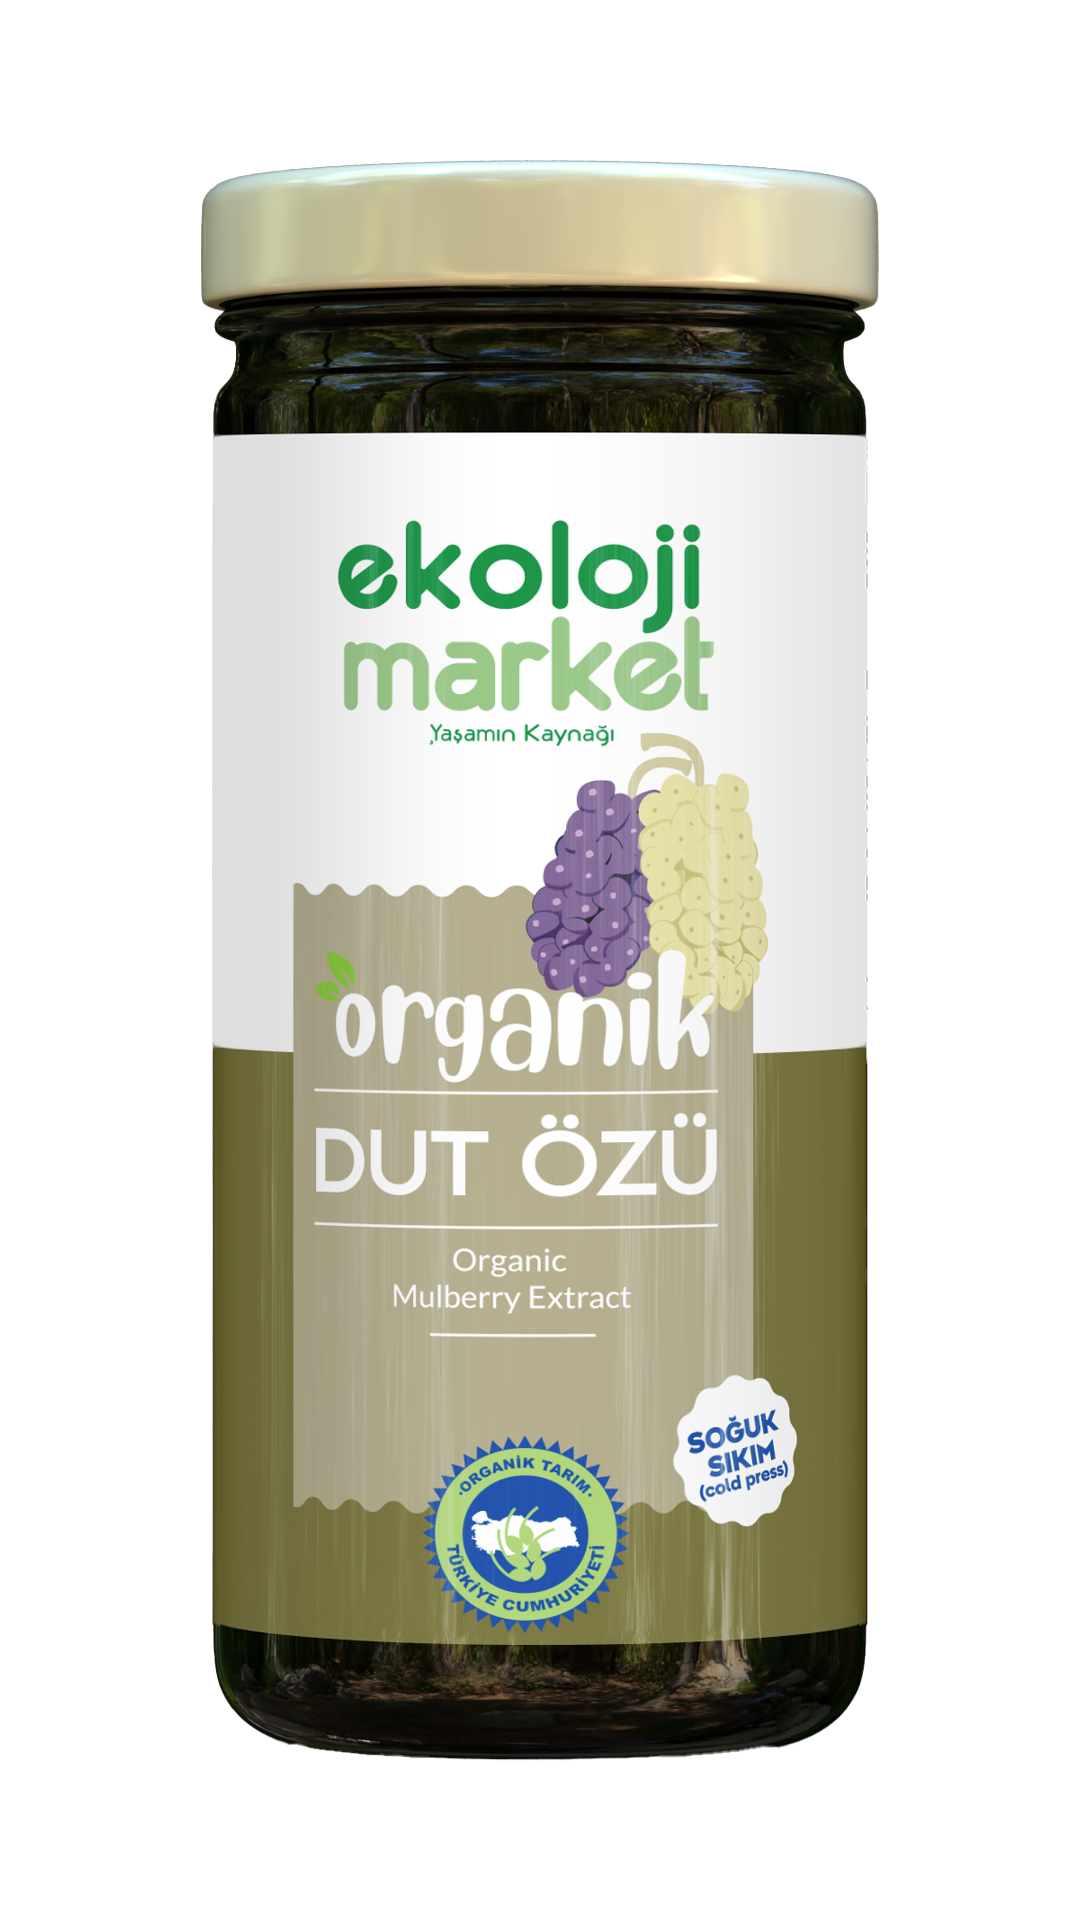 ekoloji
market
Yaşamın Kaynağı
organik
DUT ÖZÜ
Organic
Mulberry Extract
SOĞUK
SIKIM
(cold press)
·ORGANİK TARIM·
TÜRKİYE CUMHURİYETİ